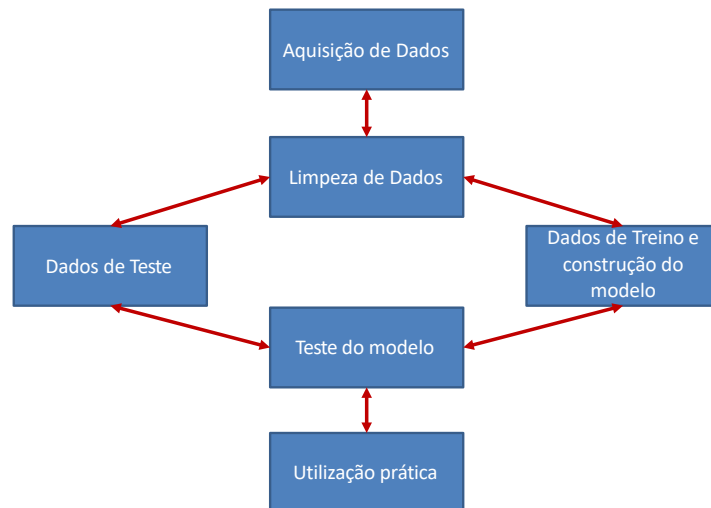 Aquisição de Dados
Limpeza de Dados
Dados de Teste
Dados de Treino e
construção do
modelo
Teste do modelo
Utilização prática